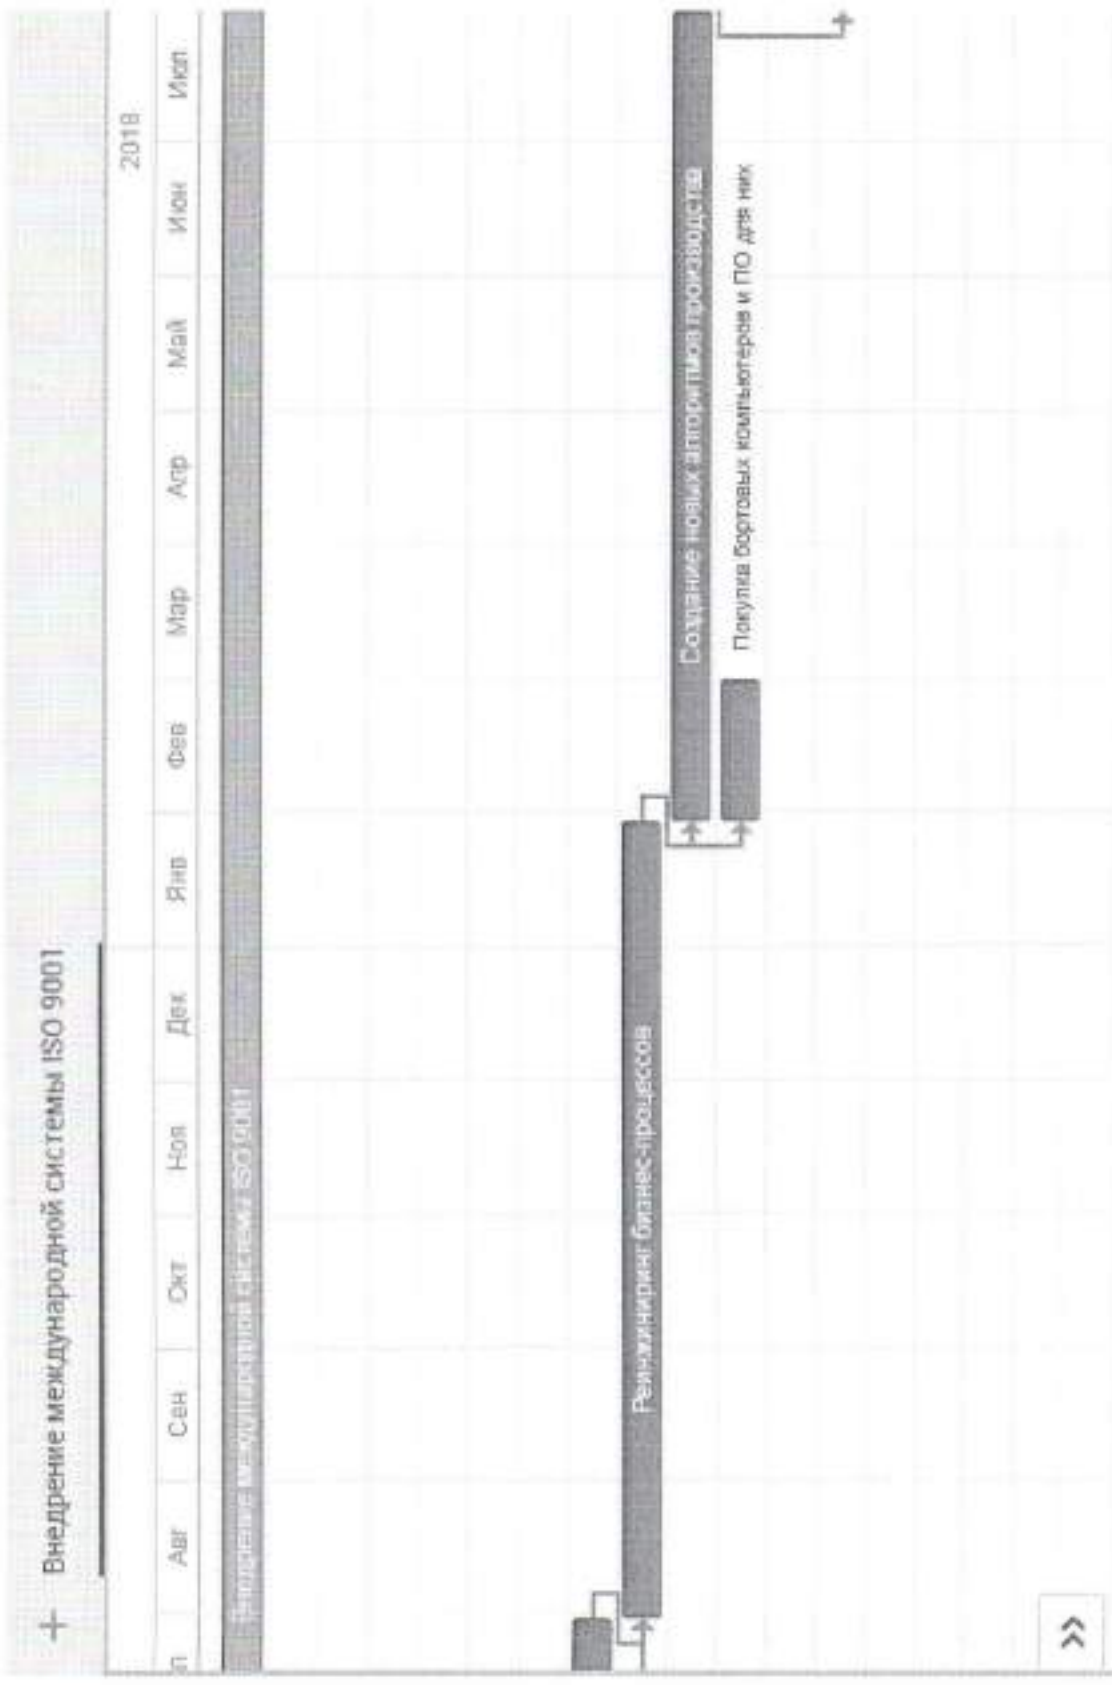 + Внедрение международной системы ISO 9001
2018
Авг Сен Окт Ноя Дек Янв Фев Мар Апр Май Июн Июл
Внедрение международной системы ISO 9001
Реинжиниринг бизнес-процессов
Создание новых алгоритмов производства
Покупка бортовых компьютеров и ПО для них